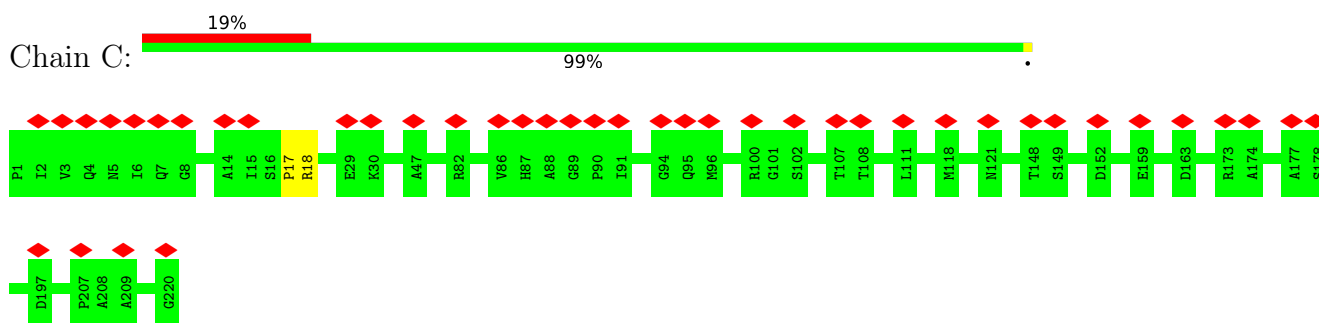 19%
Chain C:
99%
•
P1 I2 V3 Q4 N5 I6 Q7 G8 A14 I15 S16 P17 R18 E29 K30 A47 R82 V86 H87 A88 G89 P90 I91 G94 Q95 M96 R100 G101 S102 T107 T108 L111 M118 N121 T148 S149 D152 E159 D163 R173 A174 A177 S178
D197 P207 A208 A209 G220